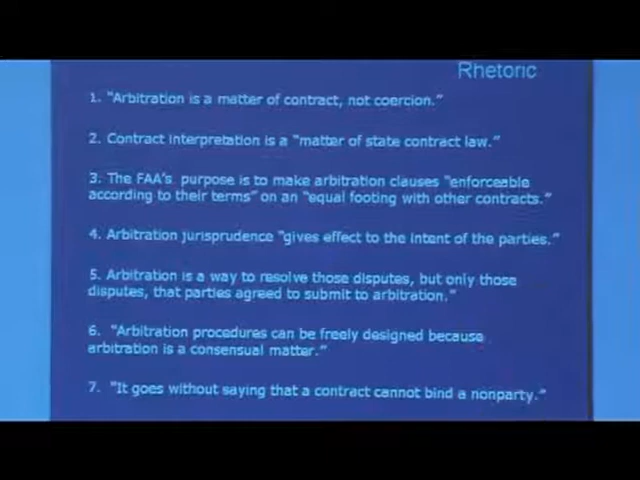 Rhetoric
1. "Arbitration is a matter of contract, not coercion."
2. Contract interpretation is a "matter of state contract law."
3. The FAA's purpose is to make arbitration clauses "enforceable
according to their terms" on an "equal footing with other contracts."
4. Arbitration jurisprudence "gives effect to the intent of the parties."
5. Arbitration is a way to resolve those disputes, but only those
disputes, that parties agreed to submit to arbitration."
6. "Arbitration procedures can be freely designed because
arbitration is a consensual matter."
7. "It goes without saying that a contract cannot bind a nonparty."